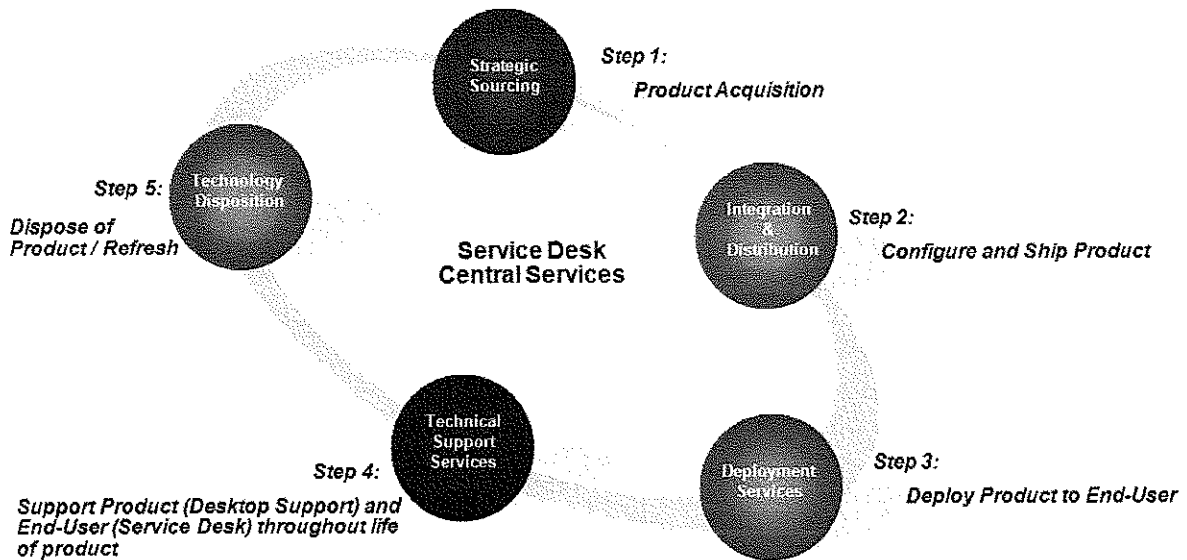 Strategic
Sourcing
Step 1:
Product Acquisition
Integration
&
Distribution
Step 2:
Configure and Ship Product
Deployment
Services
Step 3:
Deploy Product to End-User
Technical
Support
Services
Step 4:
Support Product (Desktop Support) and
End-User (Service Desk) throughout life
of product
Technology
Disposition
Step 5:
Dispose of
Product / Refresh
Service Desk
Central Services